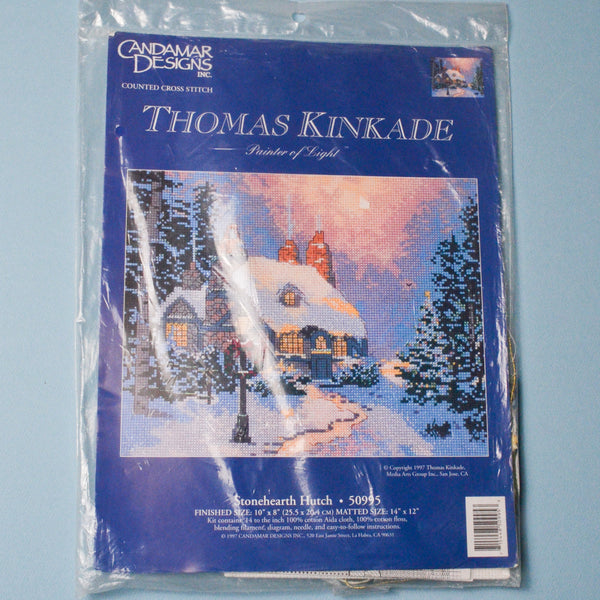 CANDAMAR
DESIGNS
INC.
COUNTED CROSS STITCH
THOMAS KINKADE
Painter of Light™
© Copyright 1997 Thomas Kinkade,
Media Arts Group Inc., San Jose, CA
Stonehearth Hutch • 50995
FINISHED SIZE: 10" x 8" (25.5 x 20.4 CM) MATTED SIZE: 14" x 12"
Kit contains 14 to the inch 100% cotton Aida cloth, 100% cotton floss,
blending filament, diagram, needle, and easy-to-follow instructions.
© 1997 CANDAMAR DESIGNS INC., 520 East Jamie Street, La Habra, CA 90631